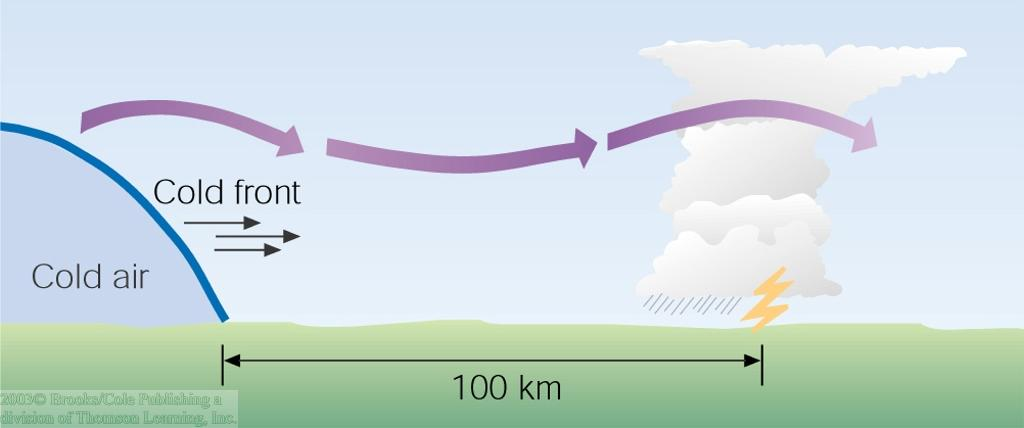 Cold front
Cold air
100 km
2003© Brooks/Cole Publishing a
division of Thomson Learning, Inc.